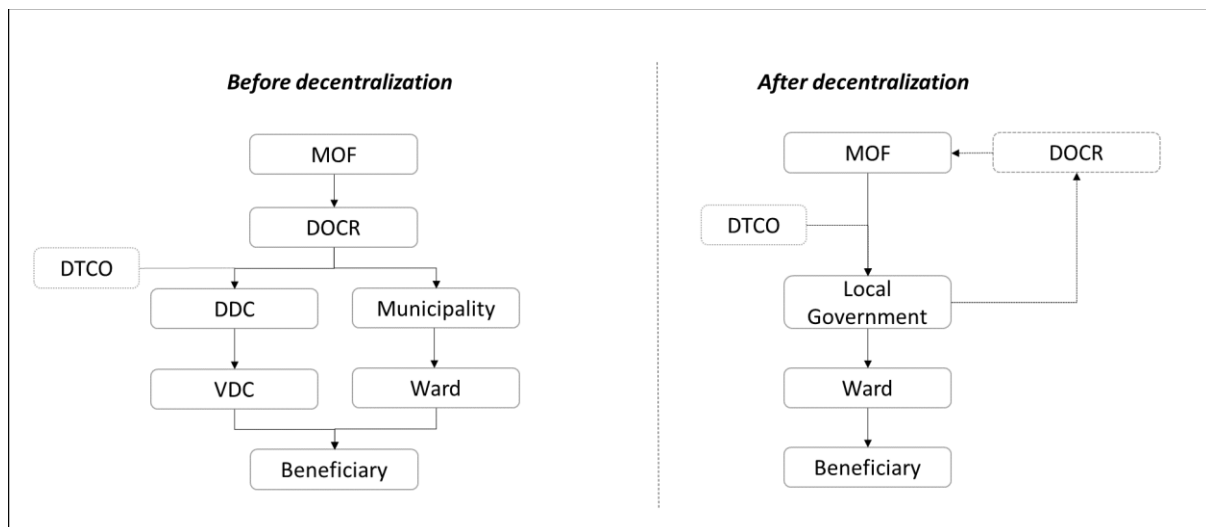 Before decentralization
MOF
DOCR
DTCO
DDC
Municipality
VDC
Ward
Beneficiary
After decentralization
MOF
DOCR
DTCO
Local
Government
Ward
Beneficiary